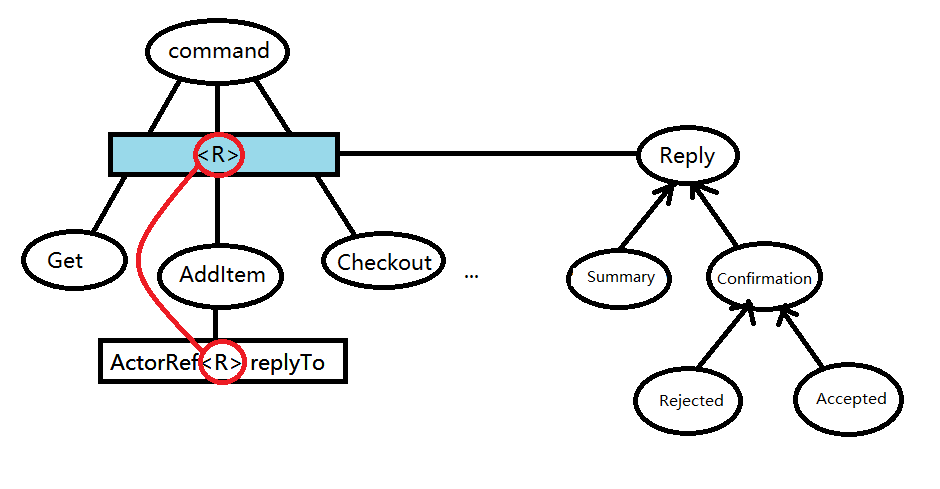 command
<R>
Reply
Get
AddItem
Checkout
...
Summary
Confirmation
ActorRef<R> replyTo
Rejected
Accepted